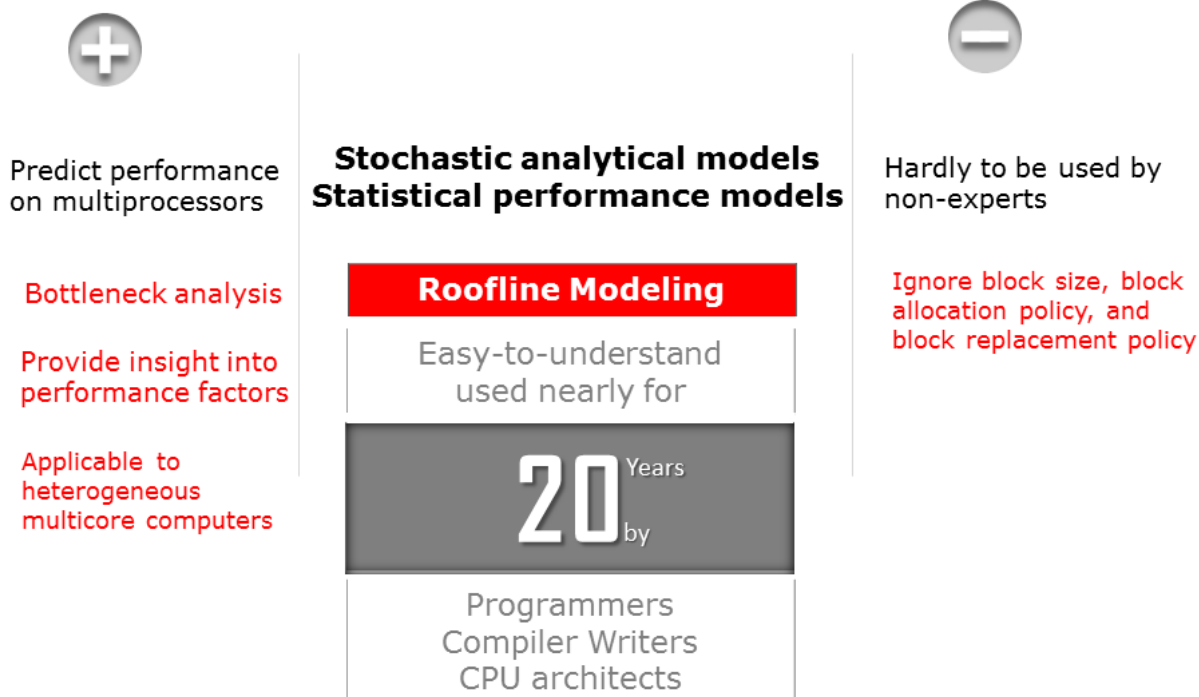 Predict performance
on multiprocessors
Bottleneck analysis
Provide insight into
performance factors
Applicable to
heterogeneous
multicore computers
Stochastic analytical models
Statistical performance models
Roofline Modeling
Easy-to-understand
used nearly for
20 Years
by
Programmers
Compiler Writers
CPU architects
Hardly to be used by
non-experts
Ignore block size, block
allocation policy, and
block replacement policy